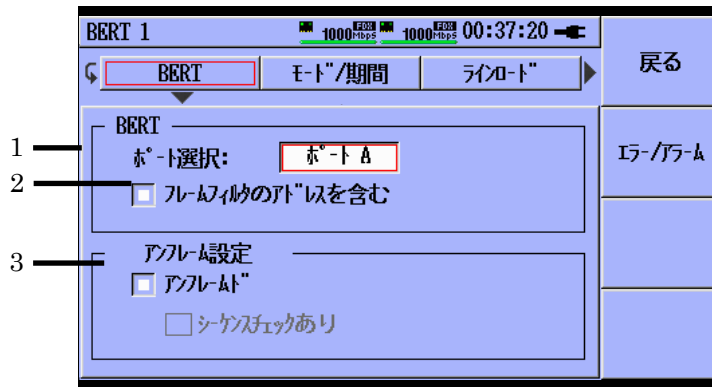 BERT 1 1000 FDX Mbps 1000 FDX Mbps 00:37:20
戻る
BERT ﾓｰﾄﾞ/期間 ﾗｲﾝﾛｰﾄﾞ
BERT
1
ﾎﾟｰﾄ選択: ﾎﾟｰﾄ A
ｴﾗｰ/ｱﾗｰﾑ
2
ﾌﾚｰﾑﾌｨﾙﾀのｱﾄﾞﾚｽを含む
ｱﾝﾌﾚｰﾑ設定
3
ｱﾝﾌﾚｰﾑﾄﾞ
ｼｰｹﾝｽﾁｪｯｸあり